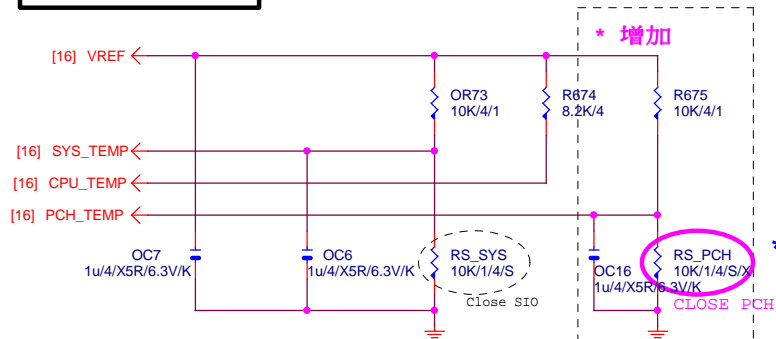 * 增加
[16] VREF
OR73
10K/4/1
R674
8.2K/4
R675
10K/4/1
[16] SYS_TEMP
[16] CPU_TEMP
[16] PCH_TEMP
OC7
1u/4/X5R/6.3V/K
OC6
1u/4/X5R/6.3V/K
RS_SYS
10K/1/4/S
Close SIO
OC16
1u/4/X5R/6.3V/K
RS_PCH
10K/1/4/S/X
CLOSE PCH
*